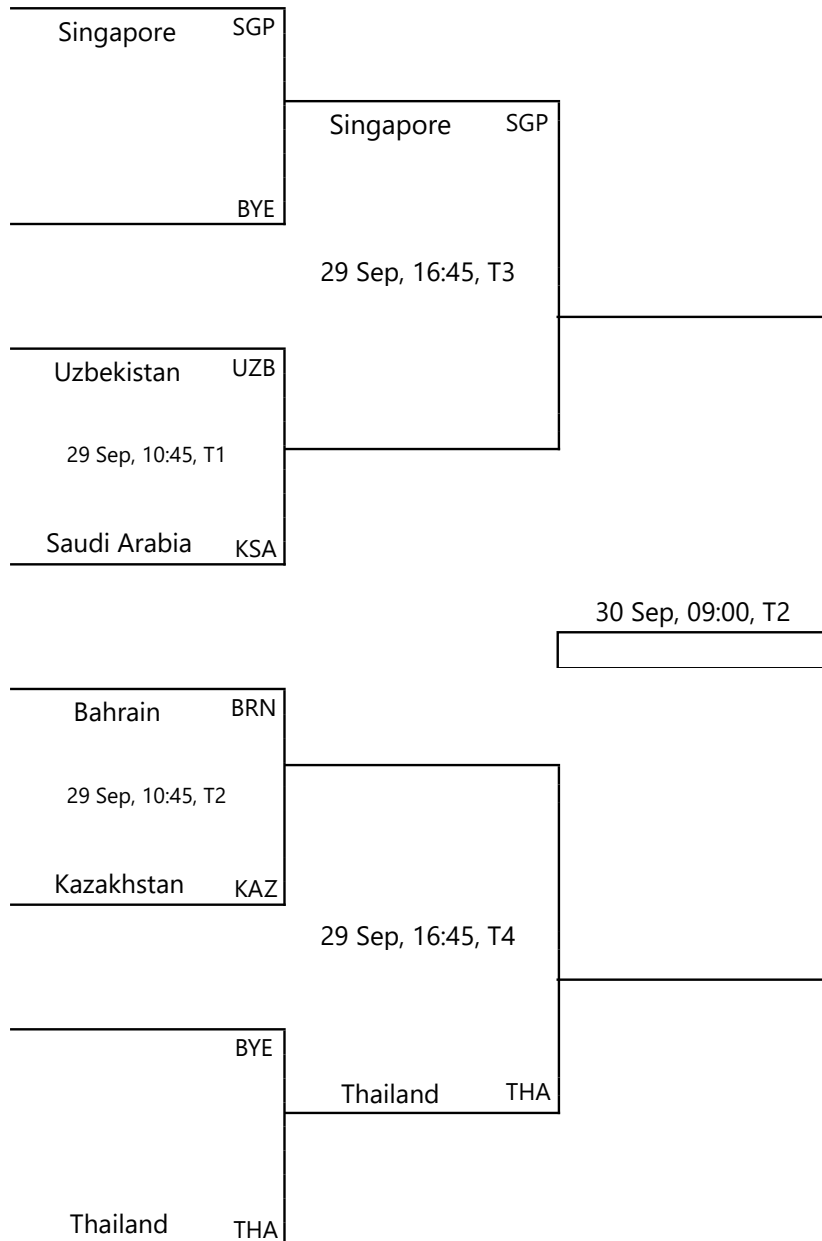 Singapore SGP
Singapore SGP
BYE
29 Sep, 16:45, T3
Uzbekistan UZB
29 Sep, 10:45, T1
Saudi Arabia KSA
30 Sep, 09:00, T2
Bahrain BRN
29 Sep, 10:45, T2
Kazakhstan KAZ
29 Sep, 16:45, T4
BYE
Thailand THA
Thailand THA